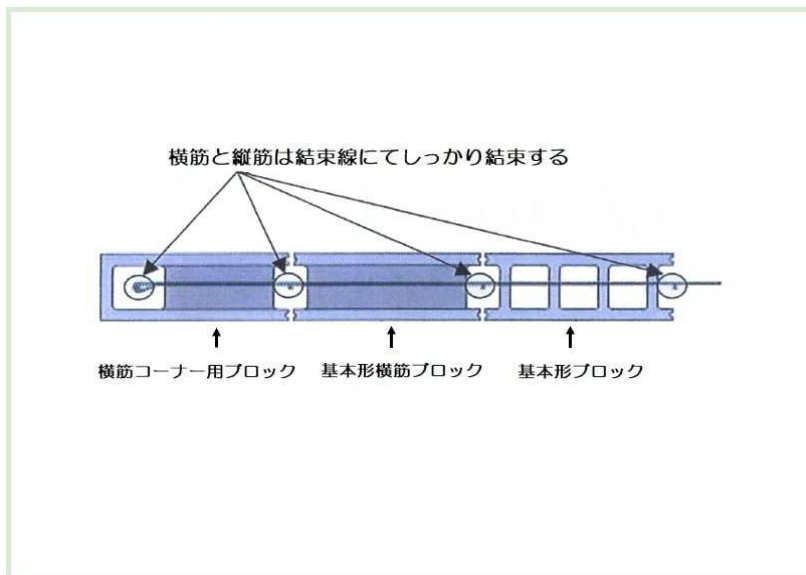 横筋と縦筋は結束線にてしっかり結束する
横筋コーナー用ブロック
基本形横筋ブロック
基本形ブロック